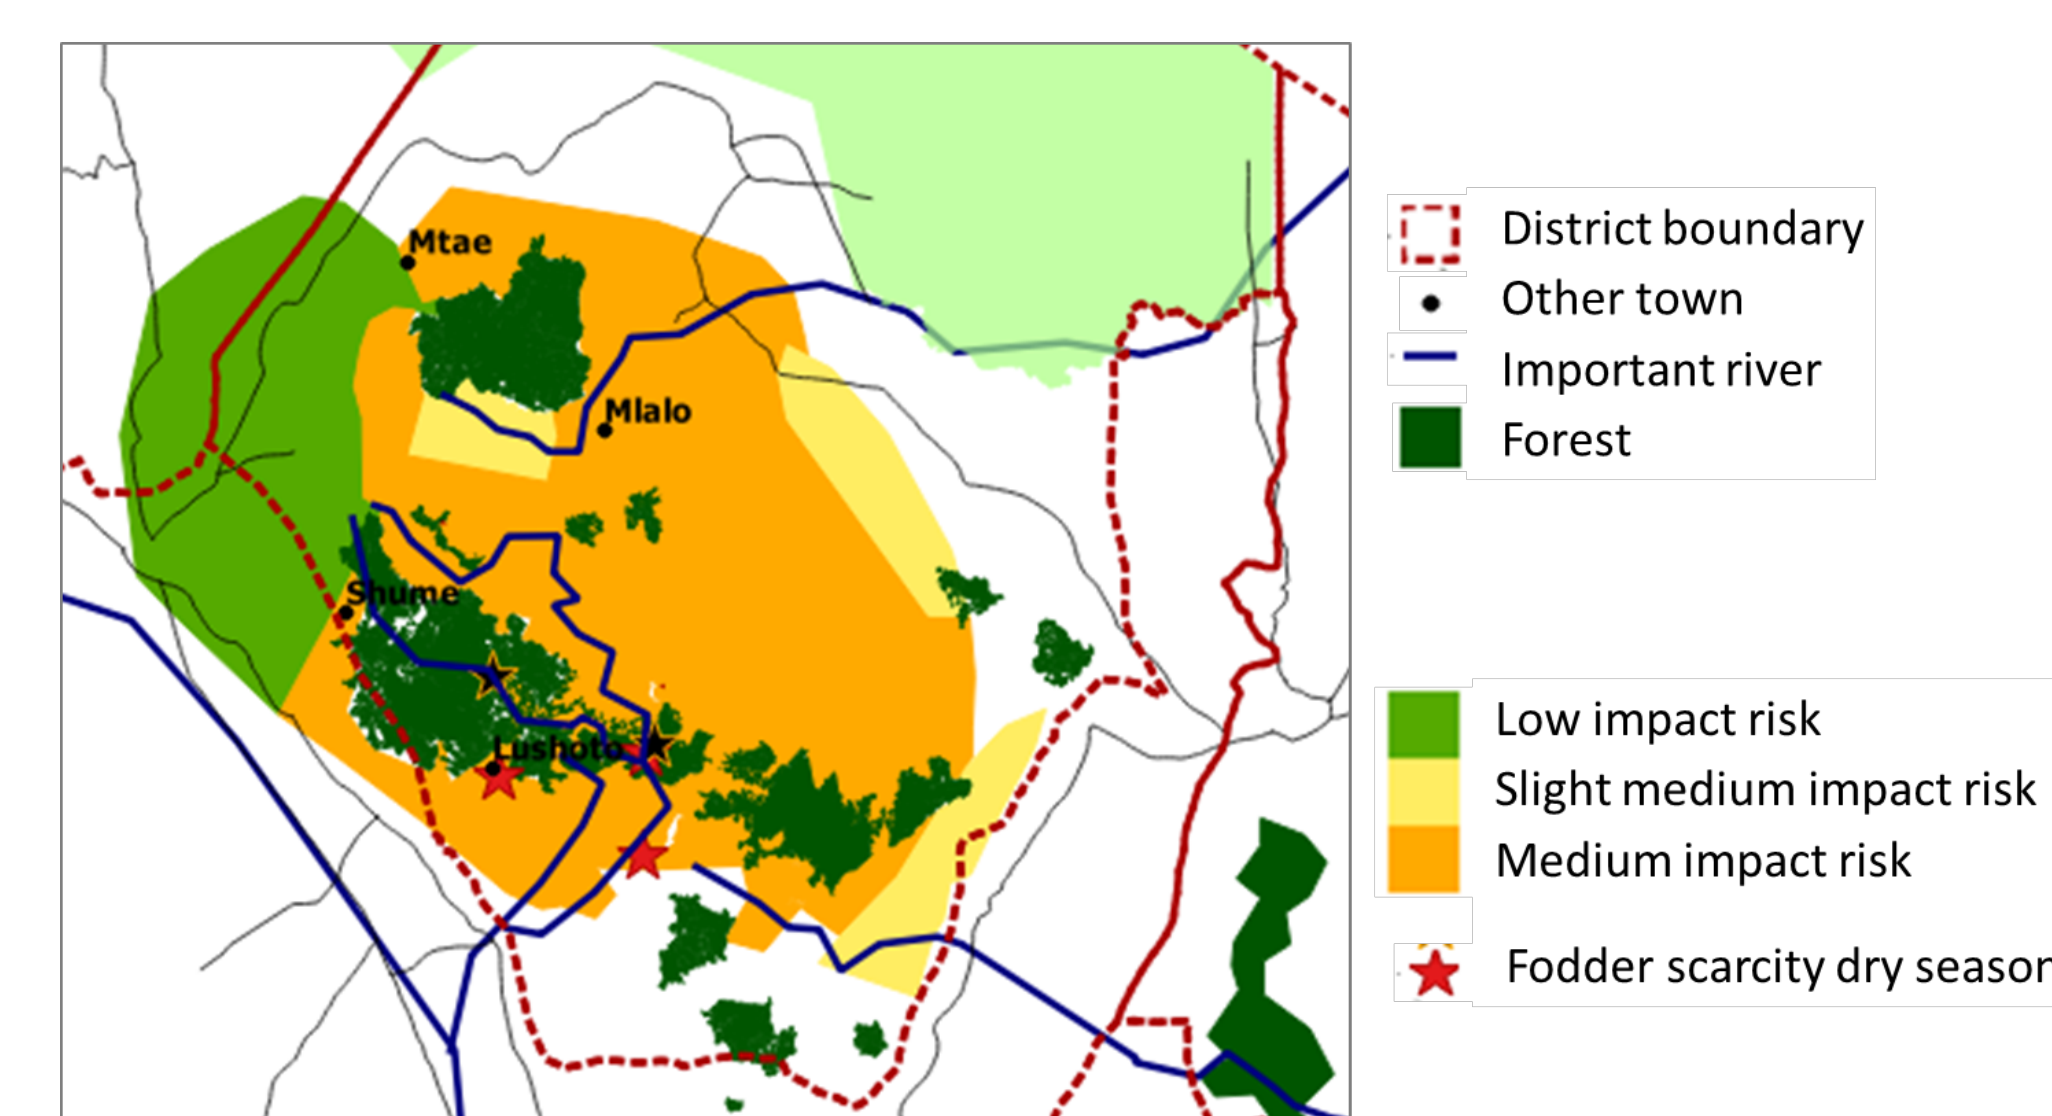 Mtae
Mlalo
Shume
Lushoto
District boundary
Other town
Important river
Forest
Low impact risk
Slight medium impact risk
Medium impact risk
Fodder scarcity dry season